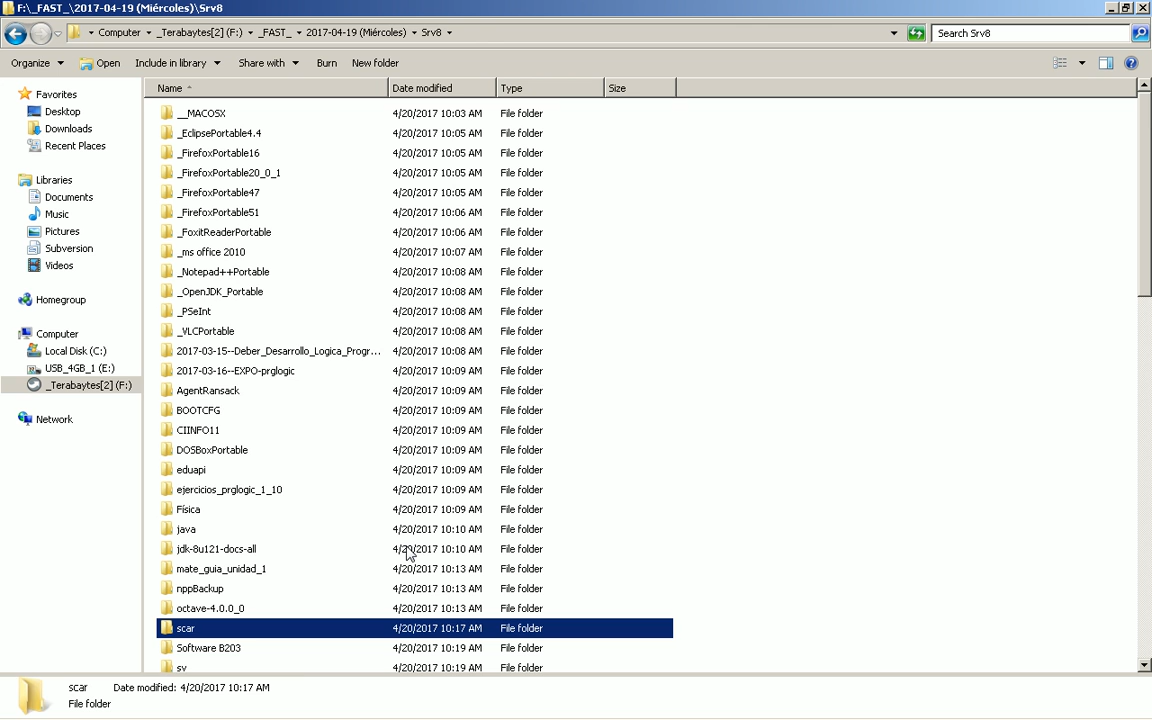 F:\_FAST_\2017-04-19 (Miércoles)\Srv8
Computer _Terabaytes[2] (F:) _FAST_ 2017-04-19 (Miércoles) Srv8 Search Srv8
Organize Open Include in library Share with Burn New folder
Favorites
Desktop
Downloads
Recent Places
Libraries
Documents
Music
Pictures
Subversion
Videos
Homegroup
Computer
Local Disk (C:)
USB_4GB_1 (E:)
_Terabaytes[2] (F:)
Network
Name Date modified Type Size
__MACOSX 4/20/2017 10:03 AM File folder
_EclipsePortable4.4 4/20/2017 10:05 AM File folder
_FirefoxPortable16 4/20/2017 10:05 AM File folder
_FirefoxPortable20_0_1 4/20/2017 10:05 AM File folder
_FirefoxPortable47 4/20/2017 10:05 AM File folder
_FirefoxPortable51 4/20/2017 10:06 AM File folder
_FoxitReaderPortable 4/20/2017 10:06 AM File folder
_ms office 2010 4/20/2017 10:07 AM File folder
_Notepad++Portable 4/20/2017 10:08 AM File folder
_OpenJDK_Portable 4/20/2017 10:08 AM File folder
_PSeInt 4/20/2017 10:08 AM File folder
_VLCPortable 4/20/2017 10:08 AM File folder
2017-03-15--Deber_Desarrollo_Logica_Progr... 4/20/2017 10:08 AM File folder
2017-03-16--EXPO-prglogic 4/20/2017 10:09 AM File folder
AgentRansack 4/20/2017 10:09 AM File folder
BOOTCFG 4/20/2017 10:09 AM File folder
CIINFO11 4/20/2017 10:09 AM File folder
DOSBoxPortable 4/20/2017 10:09 AM File folder
eduapi 4/20/2017 10:09 AM File folder
ejercicios_prglogic_1_10 4/20/2017 10:09 AM File folder
Física 4/20/2017 10:09 AM File folder
java 4/20/2017 10:10 AM File folder
jdk-8u121-docs-all 4/20/2017 10:10 AM File folder
mate_guia_unidad_1 4/20/2017 10:13 AM File folder
nppBackup 4/20/2017 10:13 AM File folder
octave-4.0.0_0 4/20/2017 10:13 AM File folder
scar 4/20/2017 10:17 AM File folder
Software B203 4/20/2017 10:19 AM File folder
sv 4/20/2017 10:19 AM File folder
scar Date modified: 4/20/2017 10:17 AM
File folder